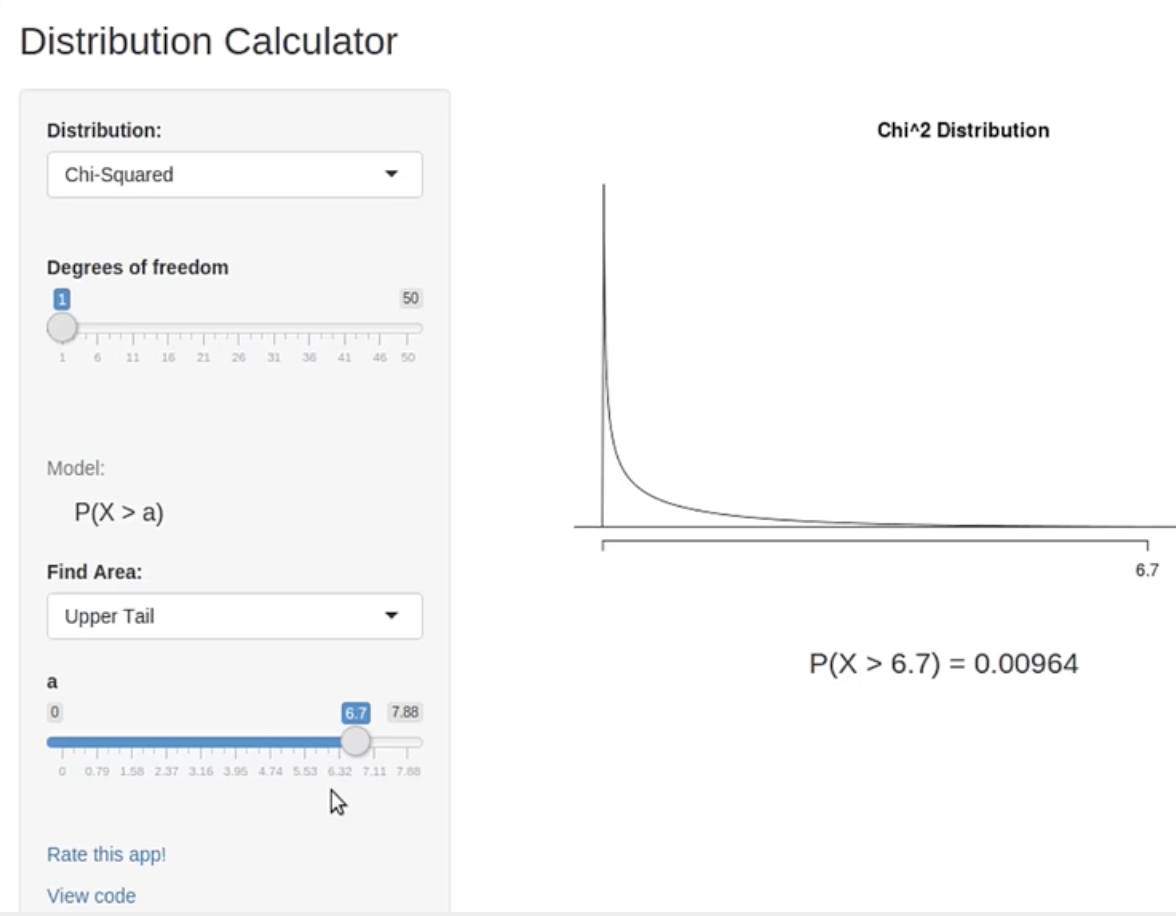 Distribution Calculator
Distribution:
Chi-Squared
Degrees of freedom
1 50
1 6 11 16 21 26 31 36 41 46 50
Model:
P(X > a)
Find Area:
Upper Tail
a
0 6.7 7.88
0 0.79 1.58 2.37 3.16 3.95 4.74 5.53 6.32 7.11 7.88
Rate this app!
View code
Chi^2 Distribution
6.7
P(X > 6.7) = 0.00964